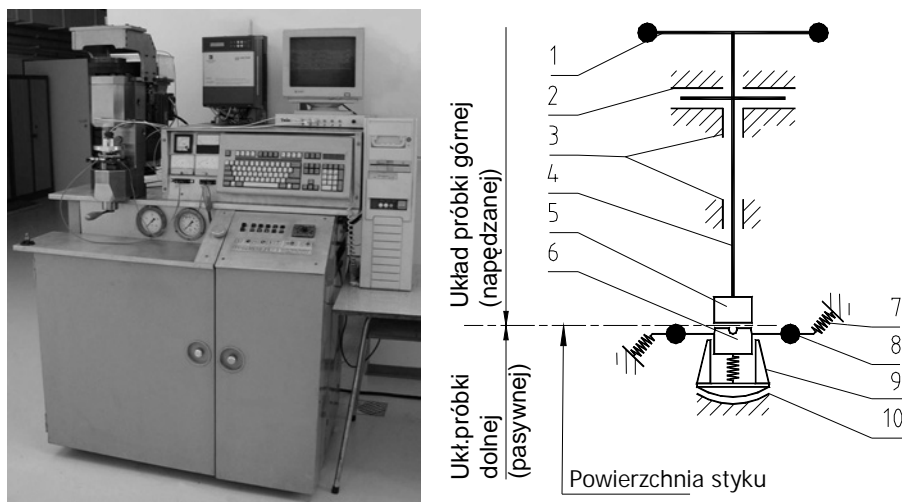 1
2
3
4
5
6
Układ próbki górnej
(napędzanej)
7
8
9
10
Ukł.próbki
dolnej
(pasywnej)
Powierzchnia styku